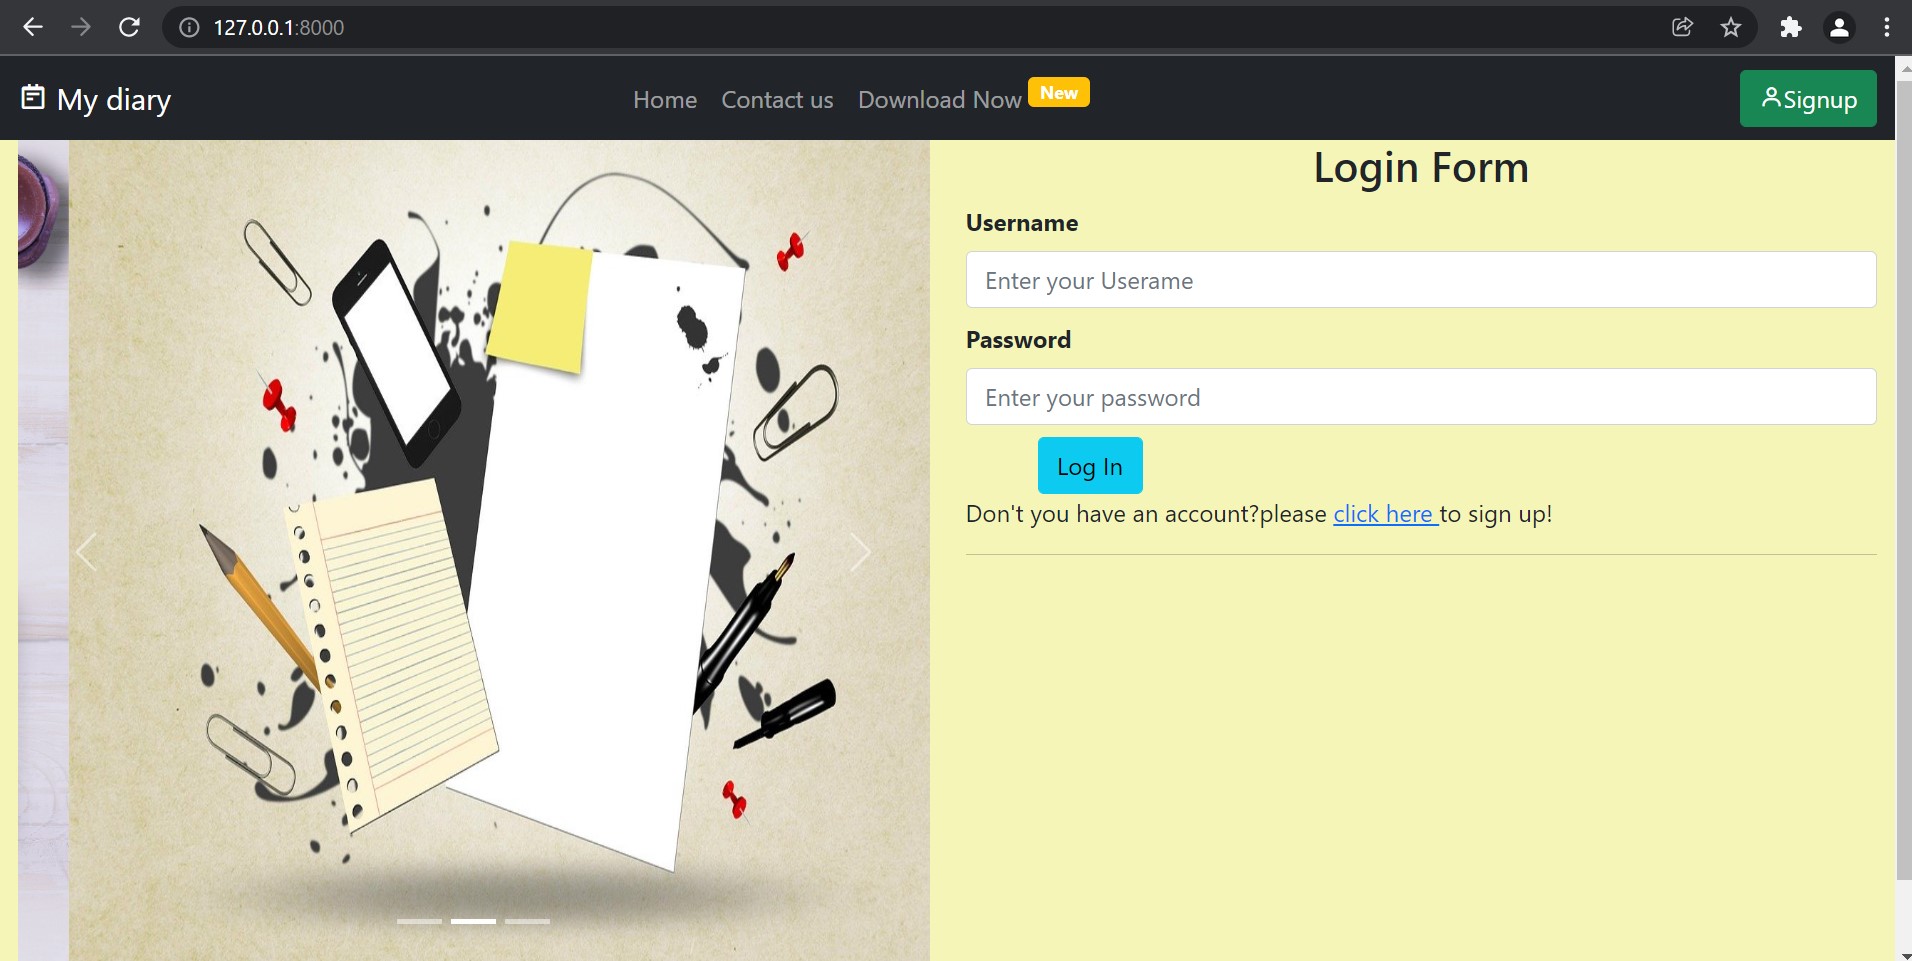 127.0.0.1:8000
My diary
Home Contact us Download Now New
Signup
Login Form
Username
Enter your Userame
Password
Enter your password
Log In
Don't you have an account?please click here to sign up!